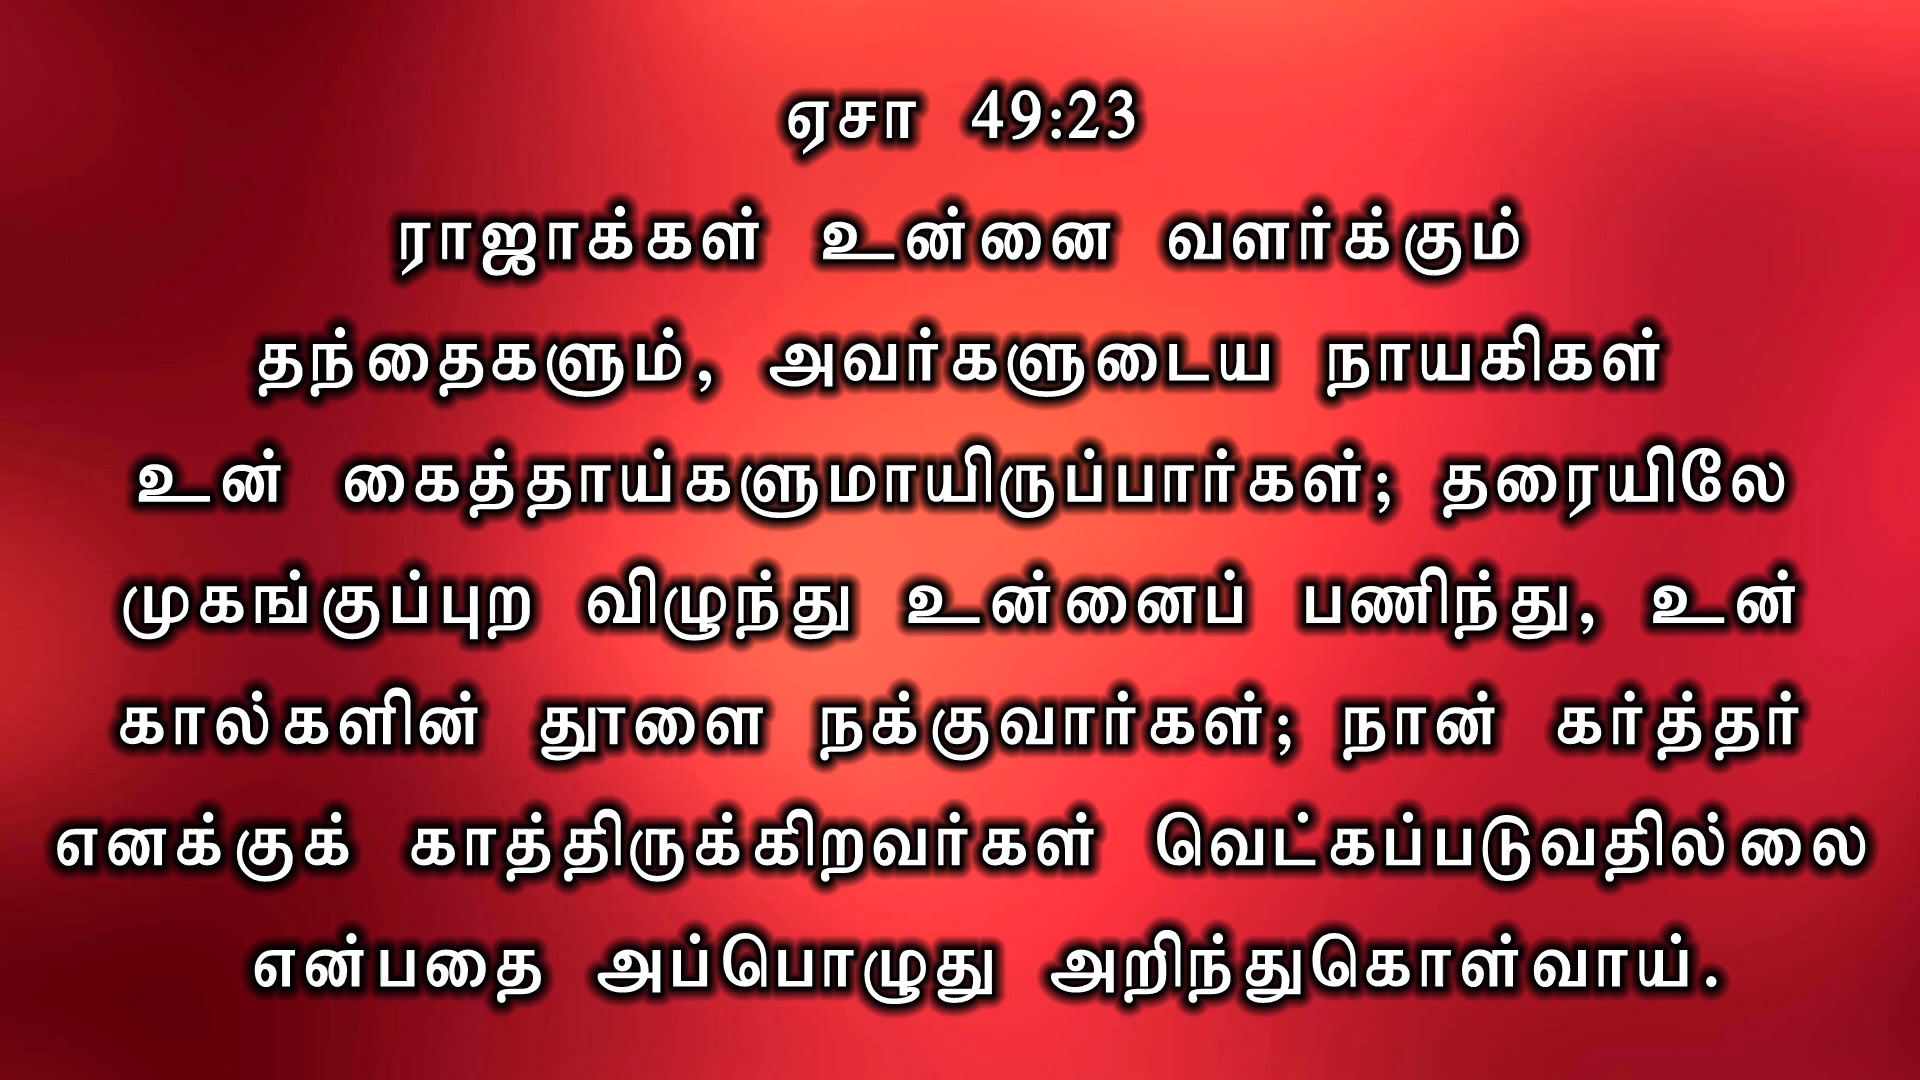 ஏசா 49:23
ராஜாக்கள் உன்னை வளர்க்கும்
தந்தைகளும், அவர்களுடைய நாயகிகள்
உன் கைத்தாய்களுமாயிருப்பார்கள்; தரையிலே
முகங்குப்புற விழுந்து உன்னைப் பணிந்து, உன்
கால்களின் தூளை நக்குவார்கள்; நான் கர்த்தர்
எனக்குக் காத்திருக்கிறவர்கள் வெட்கப்படுவதில்லை
என்பதை அப்பொழுது அறிந்துகொள்வாய்.